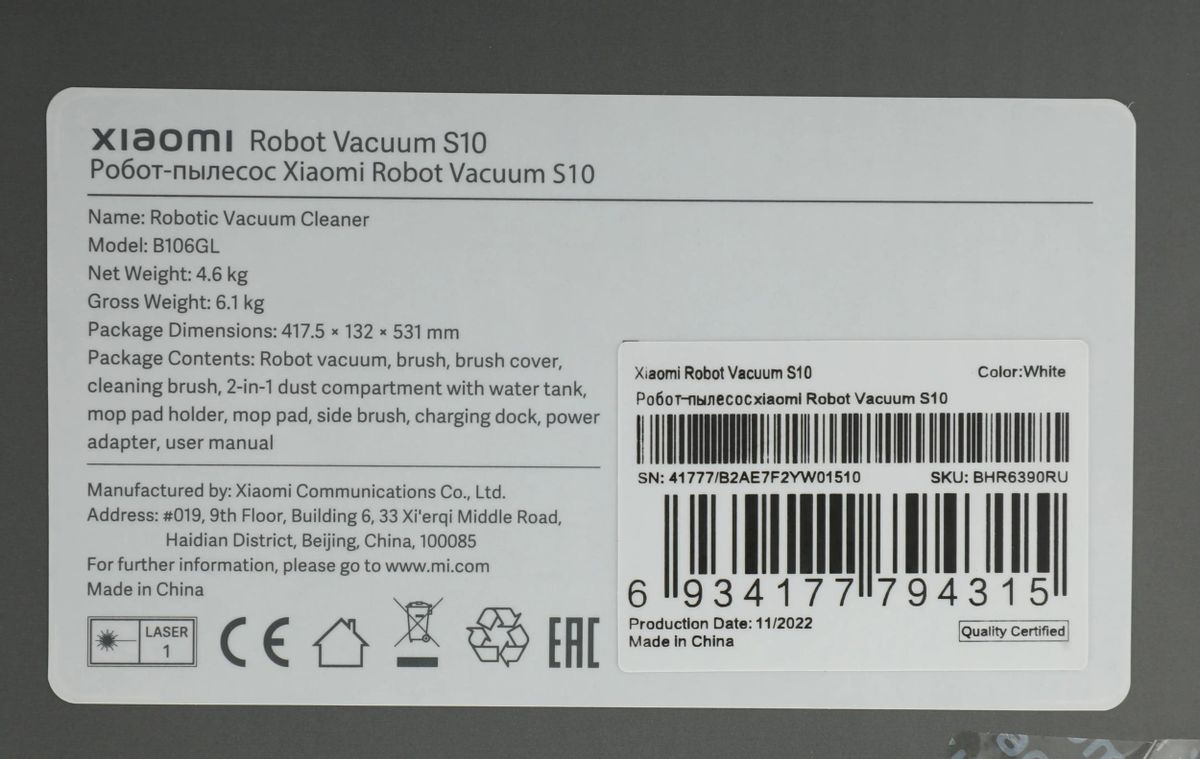 xiaomi Robot Vacuum S10
Робот-пылесос Xiaomi Robot Vacuum S10
Name: Robotic Vacuum Cleaner
Model: B106GL
Net Weight: 4.6 kg
Gross Weight: 6.1 kg
Package Dimensions: 417.5 × 132 × 531 mm
Package Contents: Robot vacuum, brush, brush cover,
cleaning brush, 2-in-1 dust compartment with water tank,
mop pad holder, mop pad, side brush, charging dock, power
adapter, user manual
Manufactured by: Xiaomi Communications Co., Ltd.
Address: #019, 9th Floor, Building 6, 33 Xi'erqi Middle Road,
Haidian District, Beijing, China, 100085
For further information, please go to www.mi.com
Made in China
LASER
1
CE
EAC
Xiaomi Robot Vacuum S10 Color:White
Робот-пылесосxiaomi Robot Vacuum S10
SN: 41777/B2AE7F2YW01510 SKU: BHR6390RU
6 934177 794315
Production Date: 11/2022
Made in China
Quality Certified